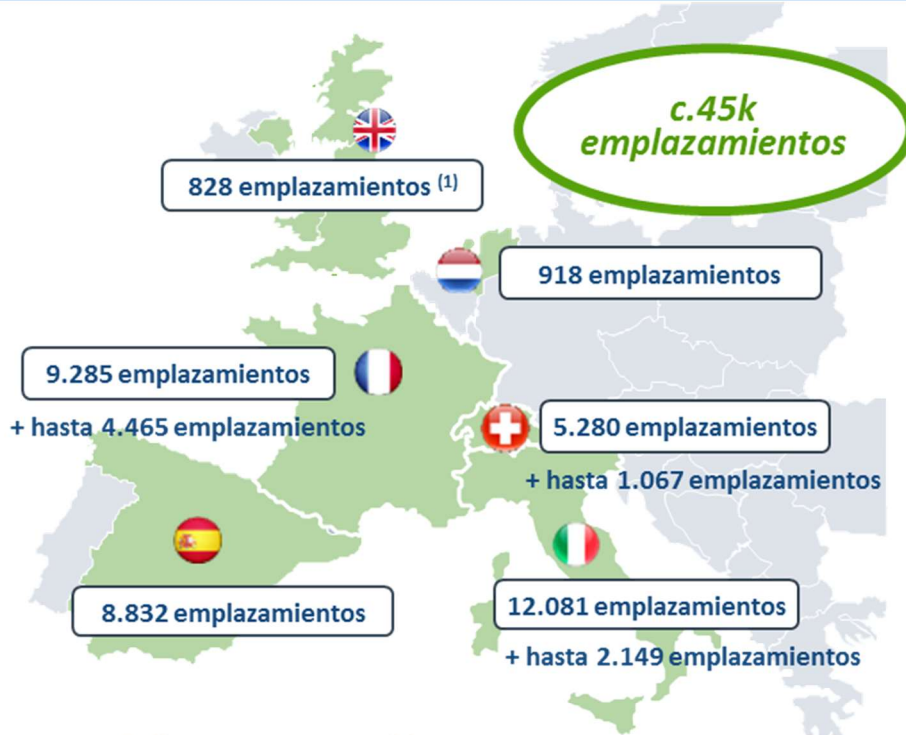 c.45k
emplazamientos
828 emplazamientos (1)
918 emplazamientos
9.285 emplazamientos
+ hasta 4.465 emplazamientos
5.280 emplazamientos
+ hasta 1.067 emplazamientos
8.832 emplazamientos
12.081 emplazamientos
+ hasta 2.149 emplazamientos